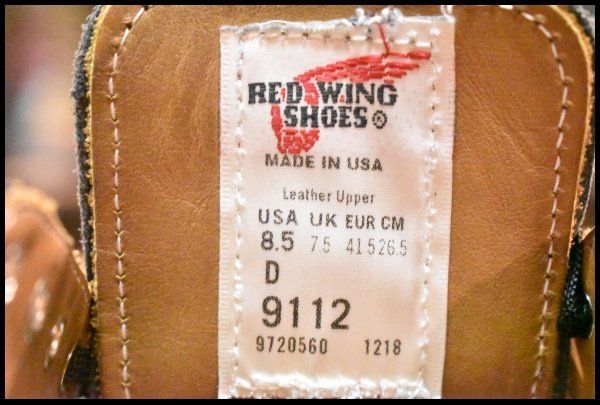 RED WING
SHOES®
MADE IN USA
Leather Upper
USA UK EUR CM
8.5 7.5 41.5 26.5
D
9112
9720560 1218